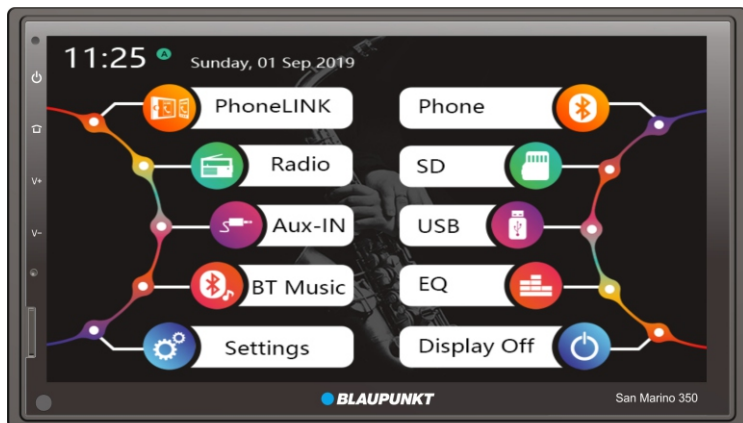 11:25 A Sunday, 01 Sep 2019
PhoneLINK
Phone
Radio
SD
Aux-IN
USB
BT Music
EQ
Settings
Display Off
V+
V-
BLAUPUNKT
San Marino 350